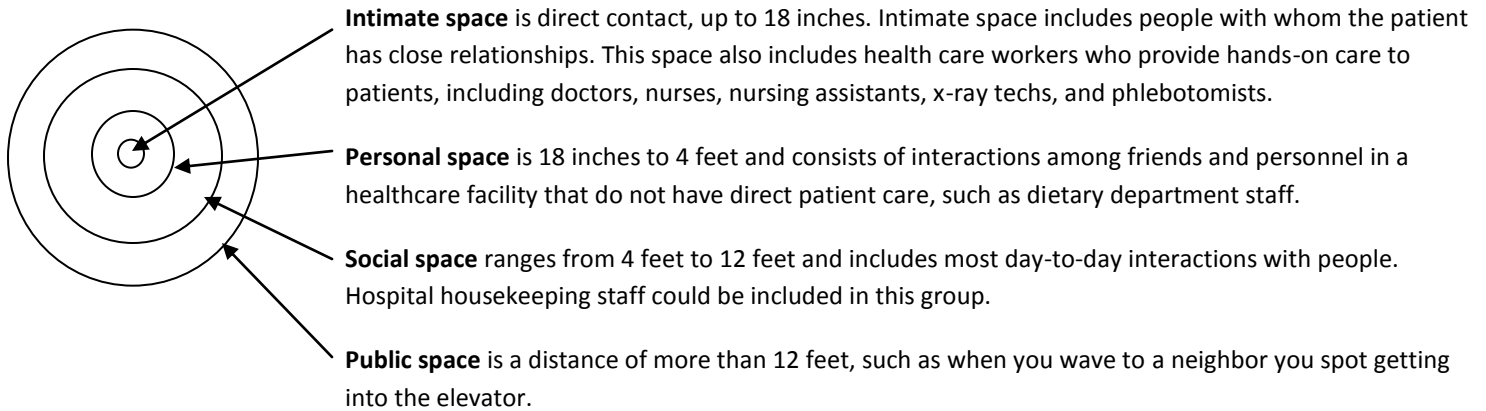 Intimate space is direct contact, up to 18 inches. Intimate space includes people with whom the patient
has close relationships. This space also includes health care workers who provide hands-on care to
patients, including doctors, nurses, nursing assistants, x-ray techs, and phlebotomists.
Personal space is 18 inches to 4 feet and consists of interactions among friends and personnel in a
healthcare facility that do not have direct patient care, such as dietary department staff.
Social space ranges from 4 feet to 12 feet and includes most day-to-day interactions with people.
Hospital housekeeping staff could be included in this group.
Public space is a distance of more than 12 feet, such as when you wave to a neighbor you spot getting
into the elevator.